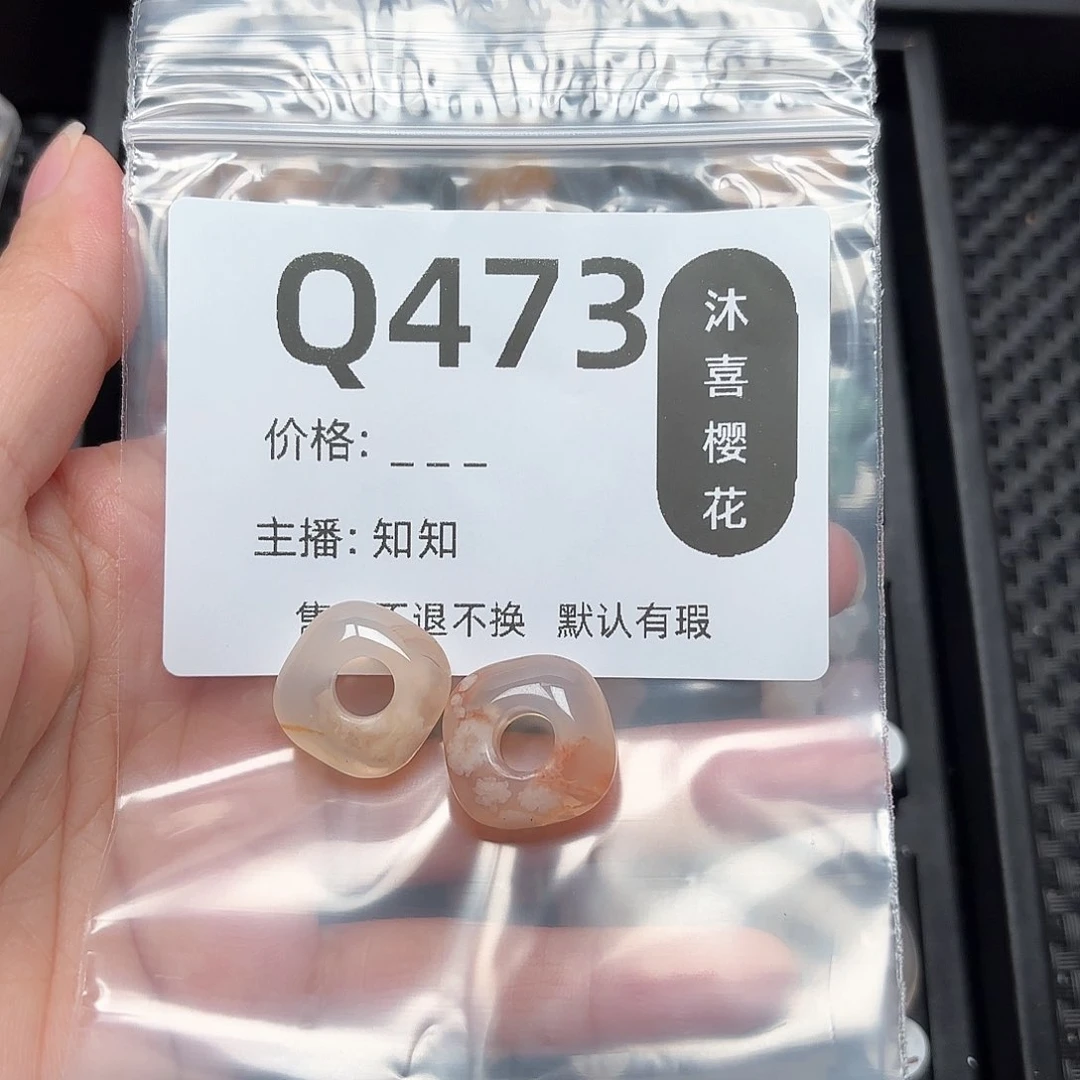 Q473
沐喜樱花
价格: _ _ _
主播: 知知
售 不退不换 默认有瑕